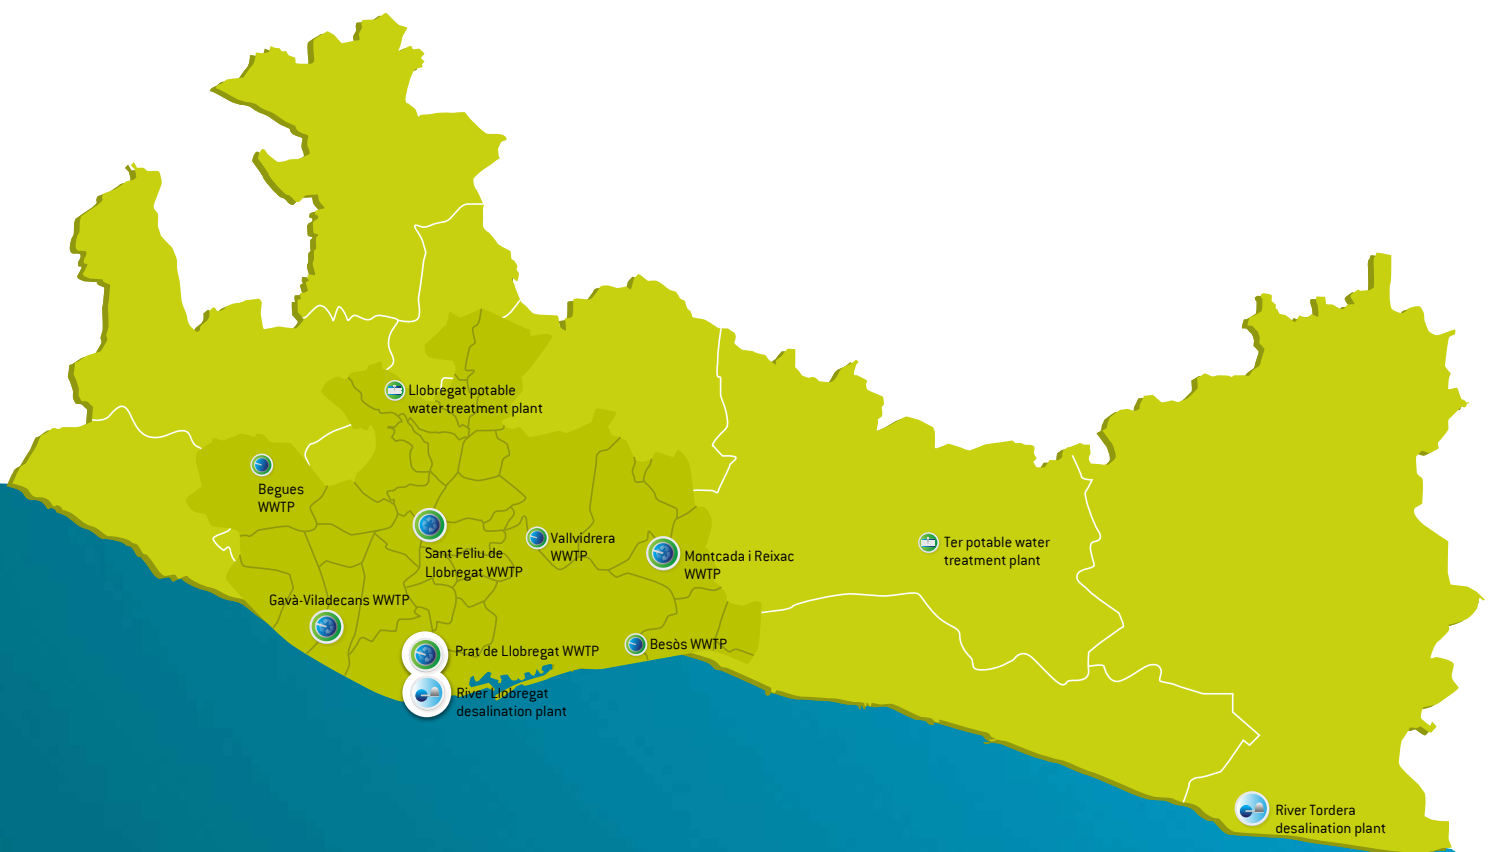 Llobregat potable
water treatment plant
Begues
WWTP
Sant Feliu de
Llobregat WWTP
Vallvidrera
WWTP
Montcada i Reixac
WWTP
Ter potable water
treatment plant
Gavà-Viladecans WWTP
Prat de Llobregat WWTP
Besòs WWTP
River Llobregat
desalination plant
River Tordera
desalination plant